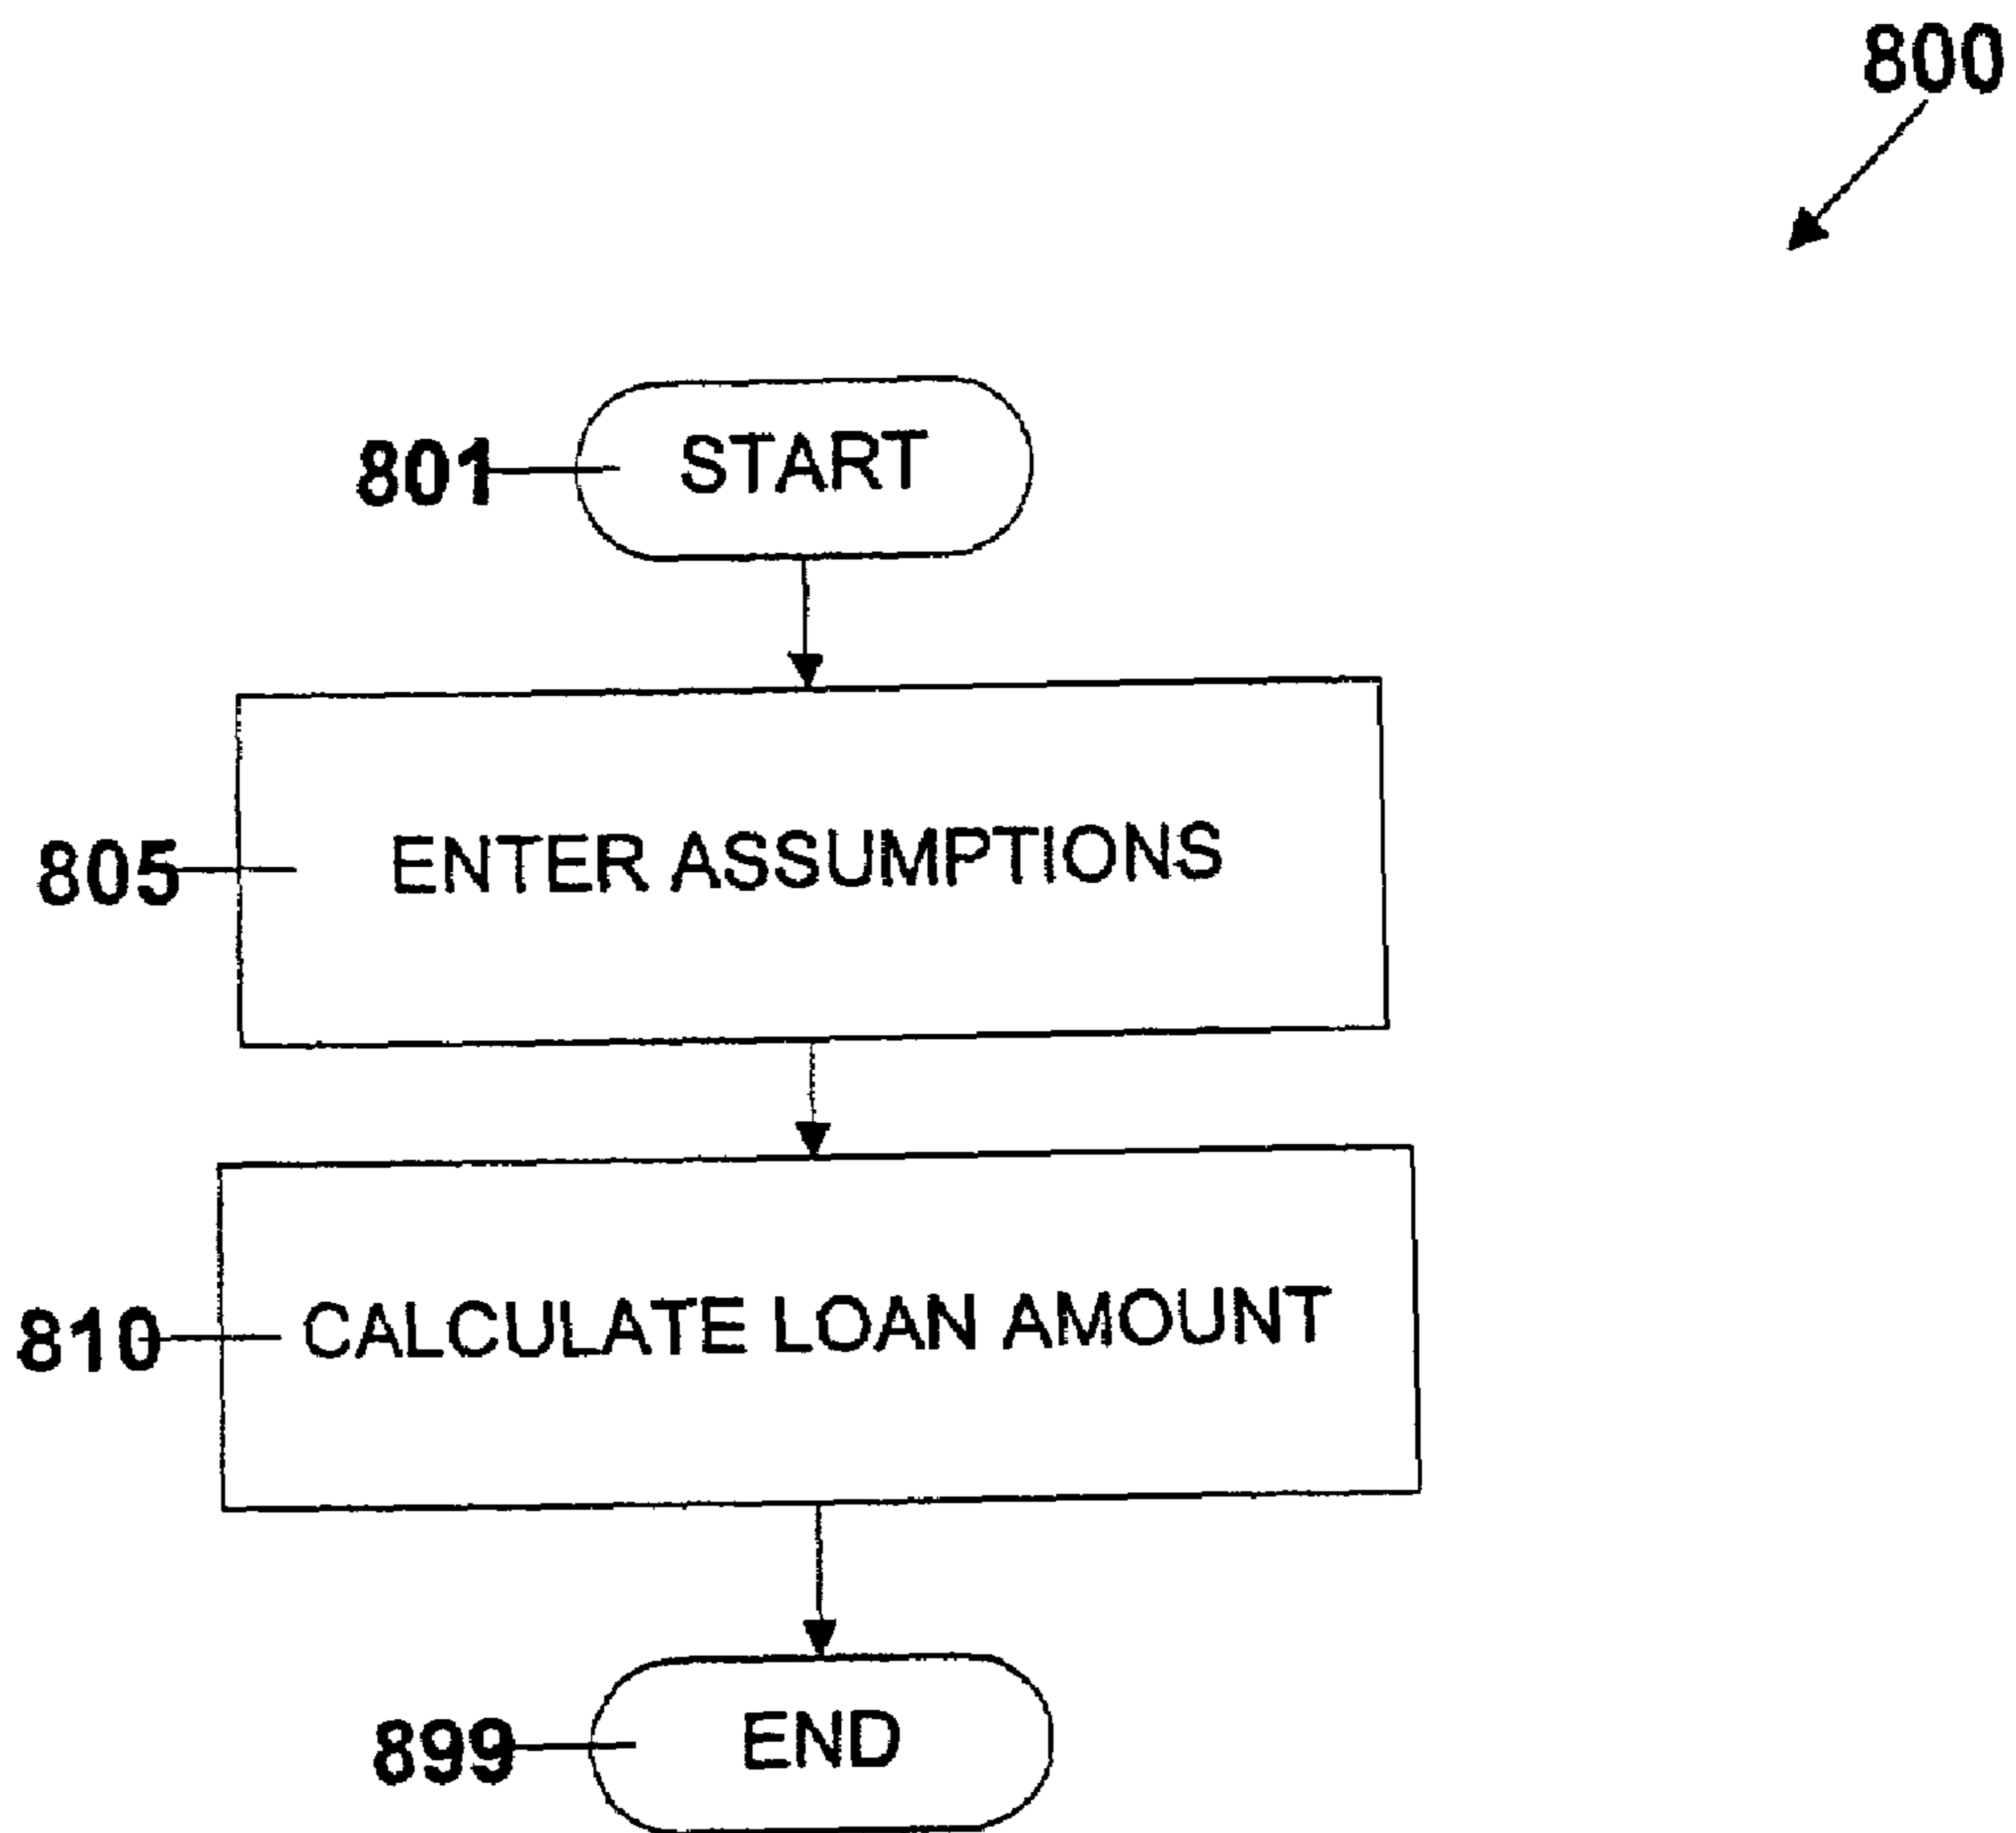 800
801 START
805 ENTER ASSUMPTIONS
810 CALCULATE LOAN AMOUNT
899 END